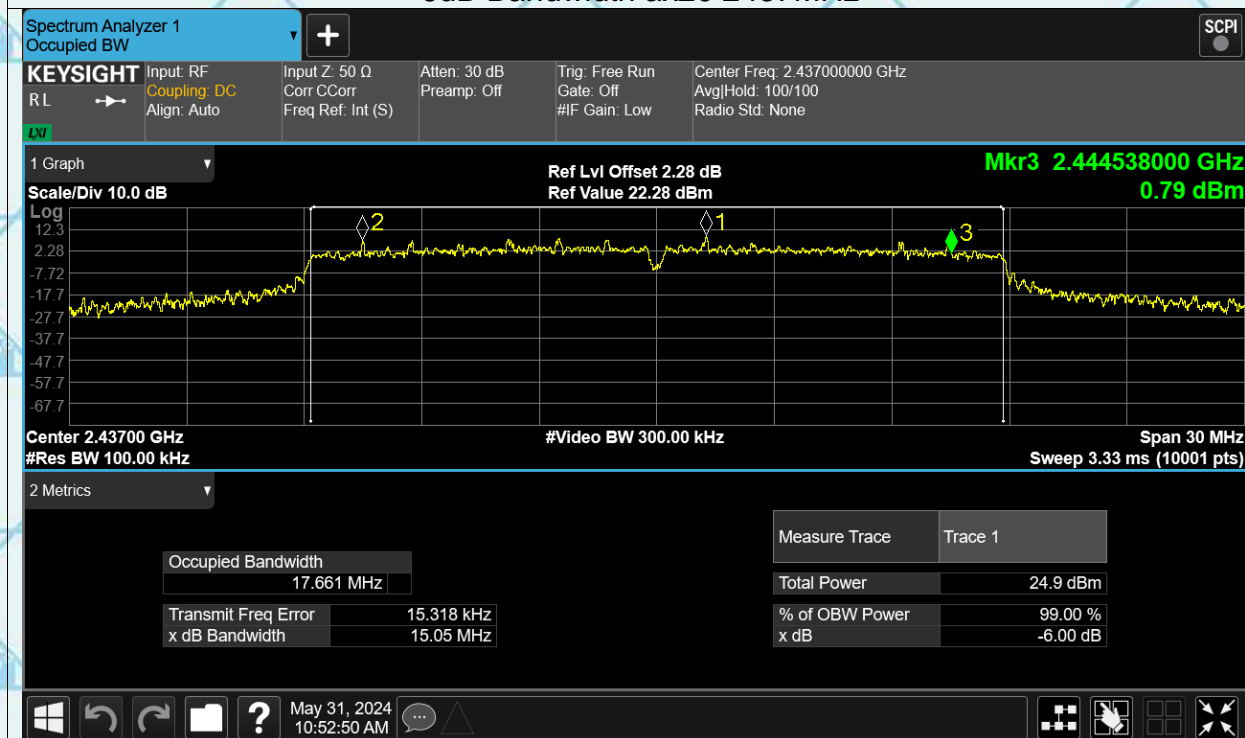 Spectrum Analyzer 1
Occupied BW
+
SCPI
KEYSIGHT
R L
LXI
Input: RF
Coupling: DC
Align: Auto
Input Z: 50 Ω
Corr CCorr
Freq Ref: Int (S)
Atten: 30 dB
Preamp: Off
Trig: Free Run
Gate: Off
#IF Gain: Low
Center Freq: 2.437000000 GHz
Avg|Hold: 100/100
Radio Std: None
1 Graph
Scale/Div 10.0 dB
Ref Lvl Offset 2.28 dB
Ref Value 22.28 dBm
Mkr3 2.444538000 GHz
0.79 dBm
Log
12.3
2.28
-7.72
-17.7
-27.7
-37.7
-47.7
-57.7
-67.7
2
1
3
Center 2.43700 GHz
#Video BW 300.00 kHz
Span 30 MHz
#Res BW 100.00 kHz
Sweep 3.33 ms (10001 pts)
2 Metrics
Occupied Bandwidth
17.661 MHz
Transmit Freq Error 15.318 kHz
x dB Bandwidth 15.05 MHz
Measure Trace Trace 1
Total Power 24.9 dBm
% of OBW Power 99.00 %
x dB -6.00 dB
?
May 31, 2024
10:52:50 AM